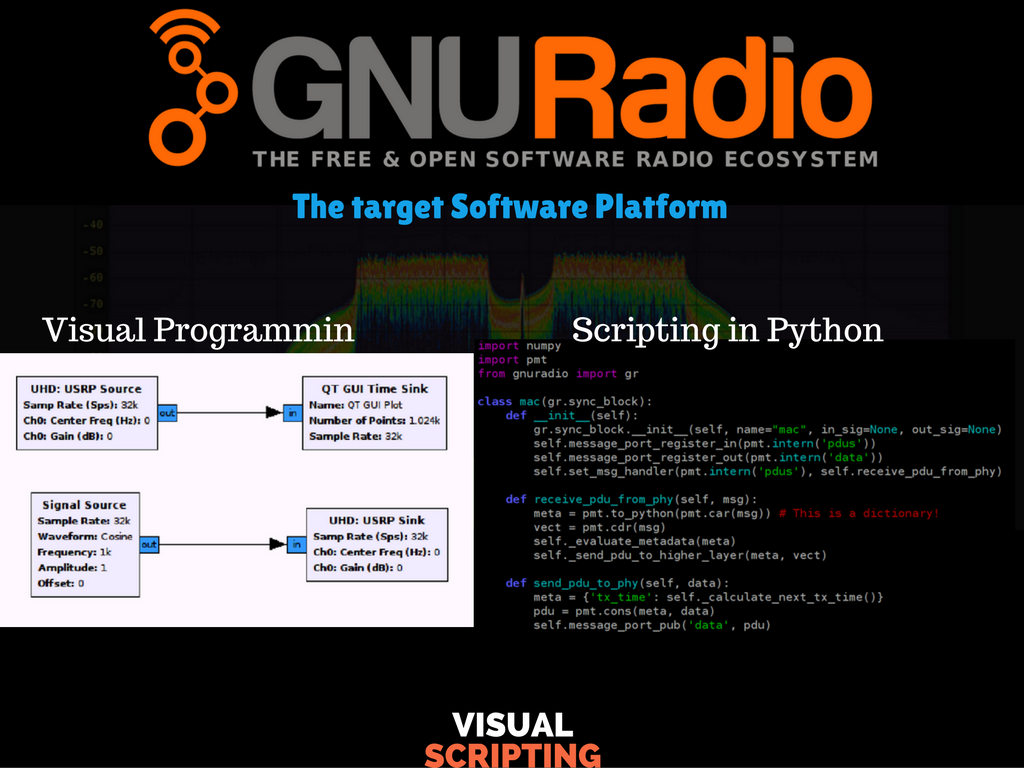 GNURadio
THE FREE & OPEN SOFTWARE RADIO ECOSYSTEM
The target Software Platform
-40
-50
-60
-70
Visual Programmin
UHD: USRP Source
Samp Rate (Sps): 32k
Ch0: Center Freq (Hz): 0
Ch0: Gain (dB): 0
out
in
QT GUI Time Sink
Name: QT GUI Plot
Number of Points: 1.024k
Sample Rate: 32k
Signal Source
Sample Rate: 32k
Waveform: Cosine
Frequency: 1k
Amplitude: 1
Offset: 0
out
in
UHD: USRP Sink
Samp Rate (Sps): 32k
Ch0: Center Freq (Hz): 0
Ch0: Gain (dB): 0
Scripting in Python
import numpy
import pmt
from gnuradio import gr
class mac(gr.sync_block):
def __init__(self):
gr.sync_block.__init__(self, name="mac", in_sig=None, out_sig=None)
self.message_port_register_in(pmt.intern('pdus'))
self.message_port_register_out(pmt.intern('data'))
self.set_msg_handler(pmt.intern('pdus'), self.receive_pdu_from_phy)
def receive_pdu_from_phy(self, msg):
meta = pmt.to_python(pmt.car(msg)) # This is a dictionary!
vect = pmt.cdr(msg)
self._evaluate_metadata(meta)
self._send_pdu_to_higher_layer(meta, vect)
def send_pdu_to_phy(self, data):
meta = {'tx_time': self._calculate_next_tx_time()}
pdu = pmt.cons(meta, data)
self.message_port_pub('data', pdu)
VISUAL
SCRIPTING